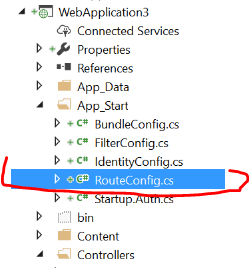 WebApplication3
Connected Services
Properties
References
App_Data
App_Start
C# BundleConfig.cs
C# FilterConfig.cs
C# IdentityConfig.cs
C# RouteConfig.cs
C# Startup.Auth.cs
bin
Content
Controllers